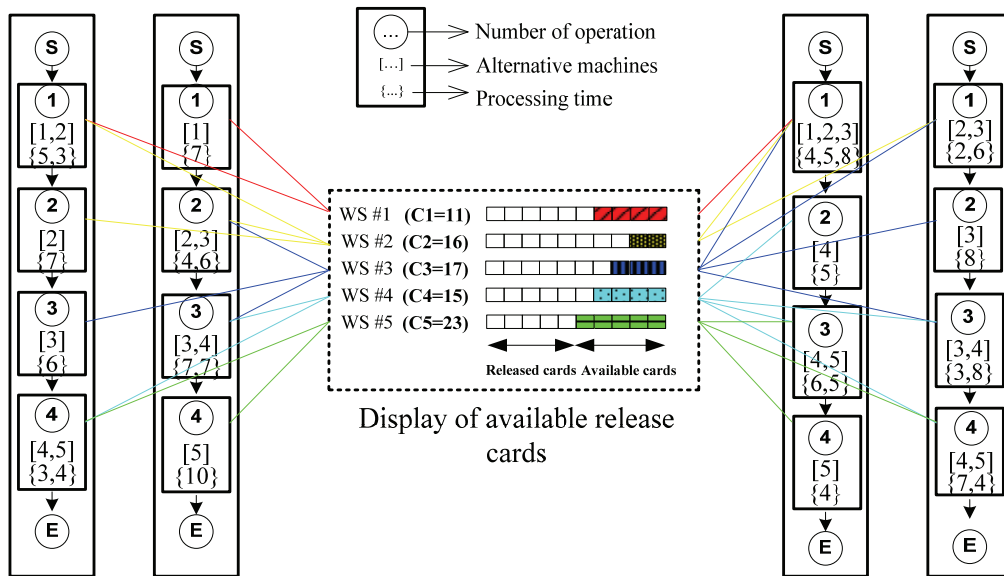 S
1
[1,2]
{5,3}
2
[2]
{7}
3
[3]
{6}
4
[4,5]
{3,4}
E
S
1
[1]
{7}
2
[2,3]
{4,6}
3
[3,4]
{7,7}
4
[5]
{10}
E
... Number of operation
[...] Alternative machines
{...} Processing time
WS #1 (C1=11)
WS #2 (C2=16)
WS #3 (C3=17)
WS #4 (C4=15)
WS #5 (C5=23)
Released cards Available cards
Display of available release
cards
S
1
[1,2,3]
{4,5,8}
2
[4]
{5}
3
[4,5]
{6,5}
4
[5]
{4}
E
S
1
[2,3]
{2,6}
2
[3]
{8}
3
[3,4]
{3,8}
4
[4,5]
{7,4}
E